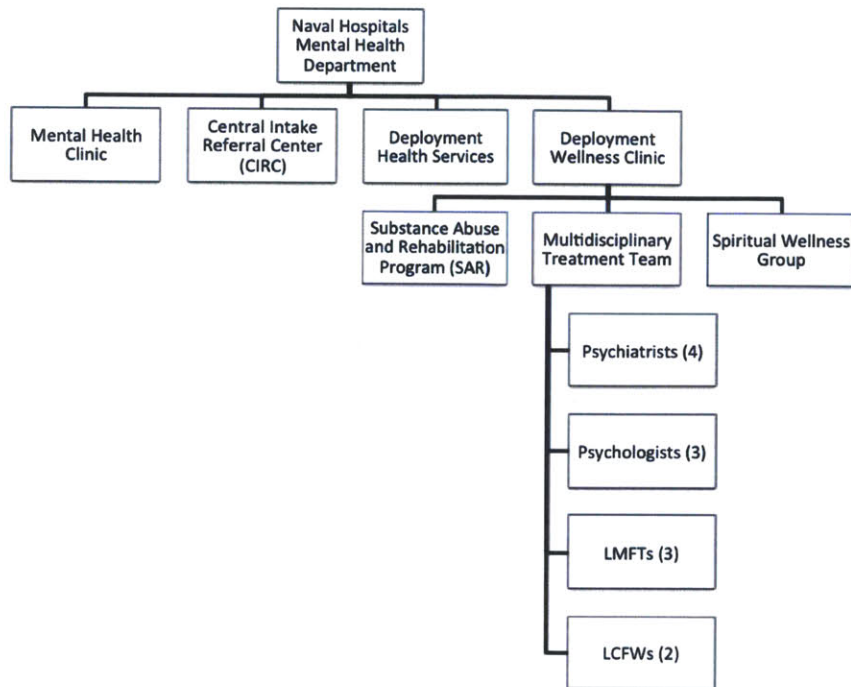 Naval Hospitals
Mental Health
Department
Mental Health
Clinic
Central Intake
Referral Center
(CIRC)
Deployment
Health Services
Deployment
Wellness Clinic
Substance Abuse
and Rehabilitation
Program (SAR)
Multidisciplinary
Treatment Team
Spiritual Wellness
Group
Psychiatrists (4)
Psychologists (3)
LMFTs (3)
LCFWs (2)